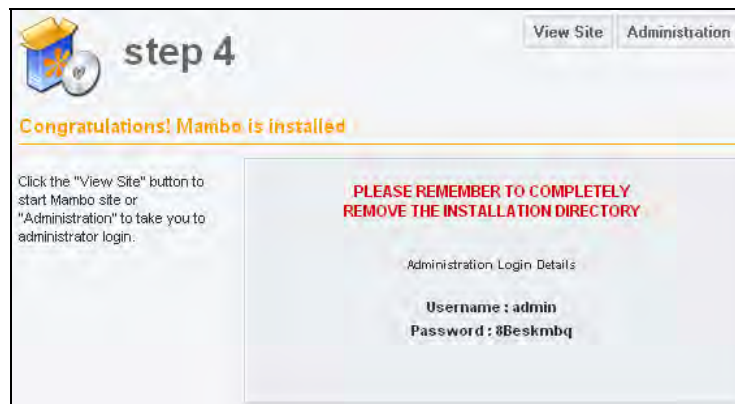 step 4
View Site
Administration
Congratulations! Mambo is installed
Click the "View Site" button to
start Mambo site or
"Administration" to take you to
administrator login.
PLEASE REMEMBER TO COMPLETELY
REMOVE THE INSTALLATION DIRECTORY
Administration Login Details
Username : admin
Password : 8Beskmbq